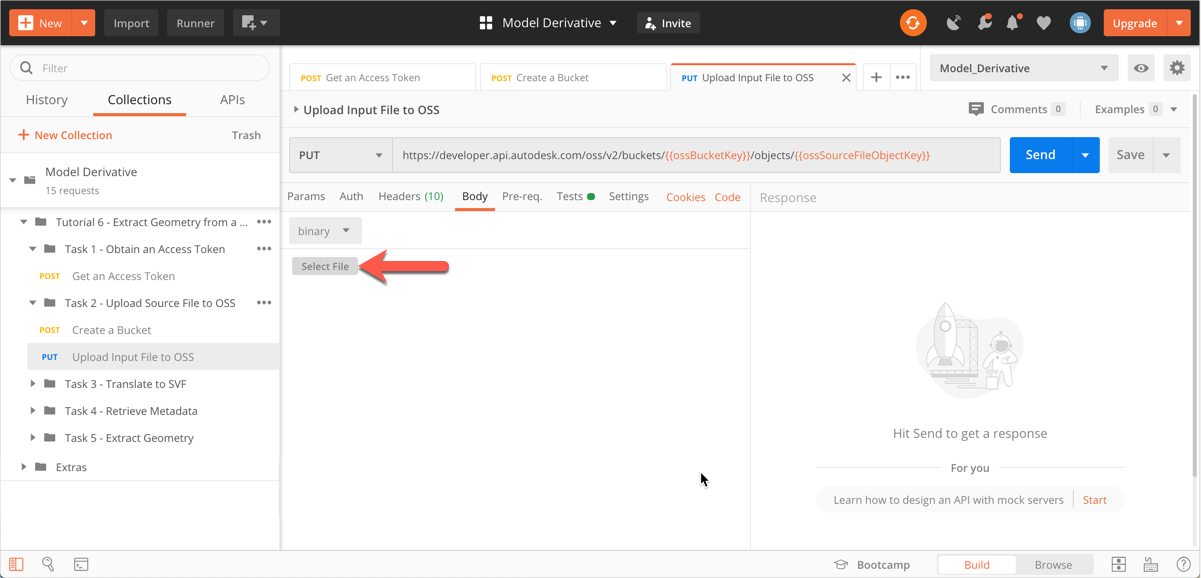 New
Import
Runner
Model Derivative
Invite
Upgrade
Filter
History
Collections
APIs
New Collection
Trash
Model Derivative
15 requests
Tutorial 6 - Extract Geometry from a ...
Task 1 - Obtain an Access Token
POST Get an Access Token
Task 2 - Upload Source File to OSS
POST Create a Bucket
PUT Upload Input File to OSS
Task 3 - Translate to SVF
Task 4 - Retrieve Metadata
Task 5 - Extract Geometry
Extras
POST Get an Access Token
POST Create a Bucket
PUT Upload Input File to OSS
Model_Derivative
Upload Input File to OSS
Comments 0
Examples 0
PUT
https://developer.api.autodesk.com/oss/v2/buckets/{{ossBucketKey}}/objects/{{ossSourceFileObjectKey}}
Send
Save
Params
Auth
Headers (10)
Body
Pre-req.
Tests
Settings
Cookies
Code
Response
binary
Select File
Hit Send to get a response
For you
Learn how to design an API with mock servers
Start
Bootcamp
Build
Browse